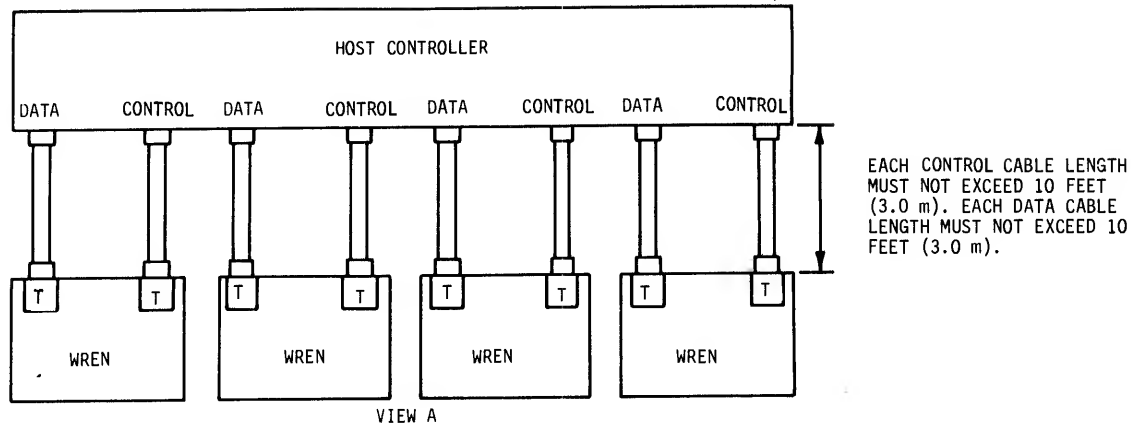 HOST CONTROLLER
DATA CONTROL DATA CONTROL DATA CONTROL DATA CONTROL
EACH CONTROL CABLE LENGTH
MUST NOT EXCEED 10 FEET
(3.0 m). EACH DATA CABLE
LENGTH MUST NOT EXCEED 10
FEET (3.0 m).
T T T T T T T T
WREN WREN WREN WREN
VIEW A